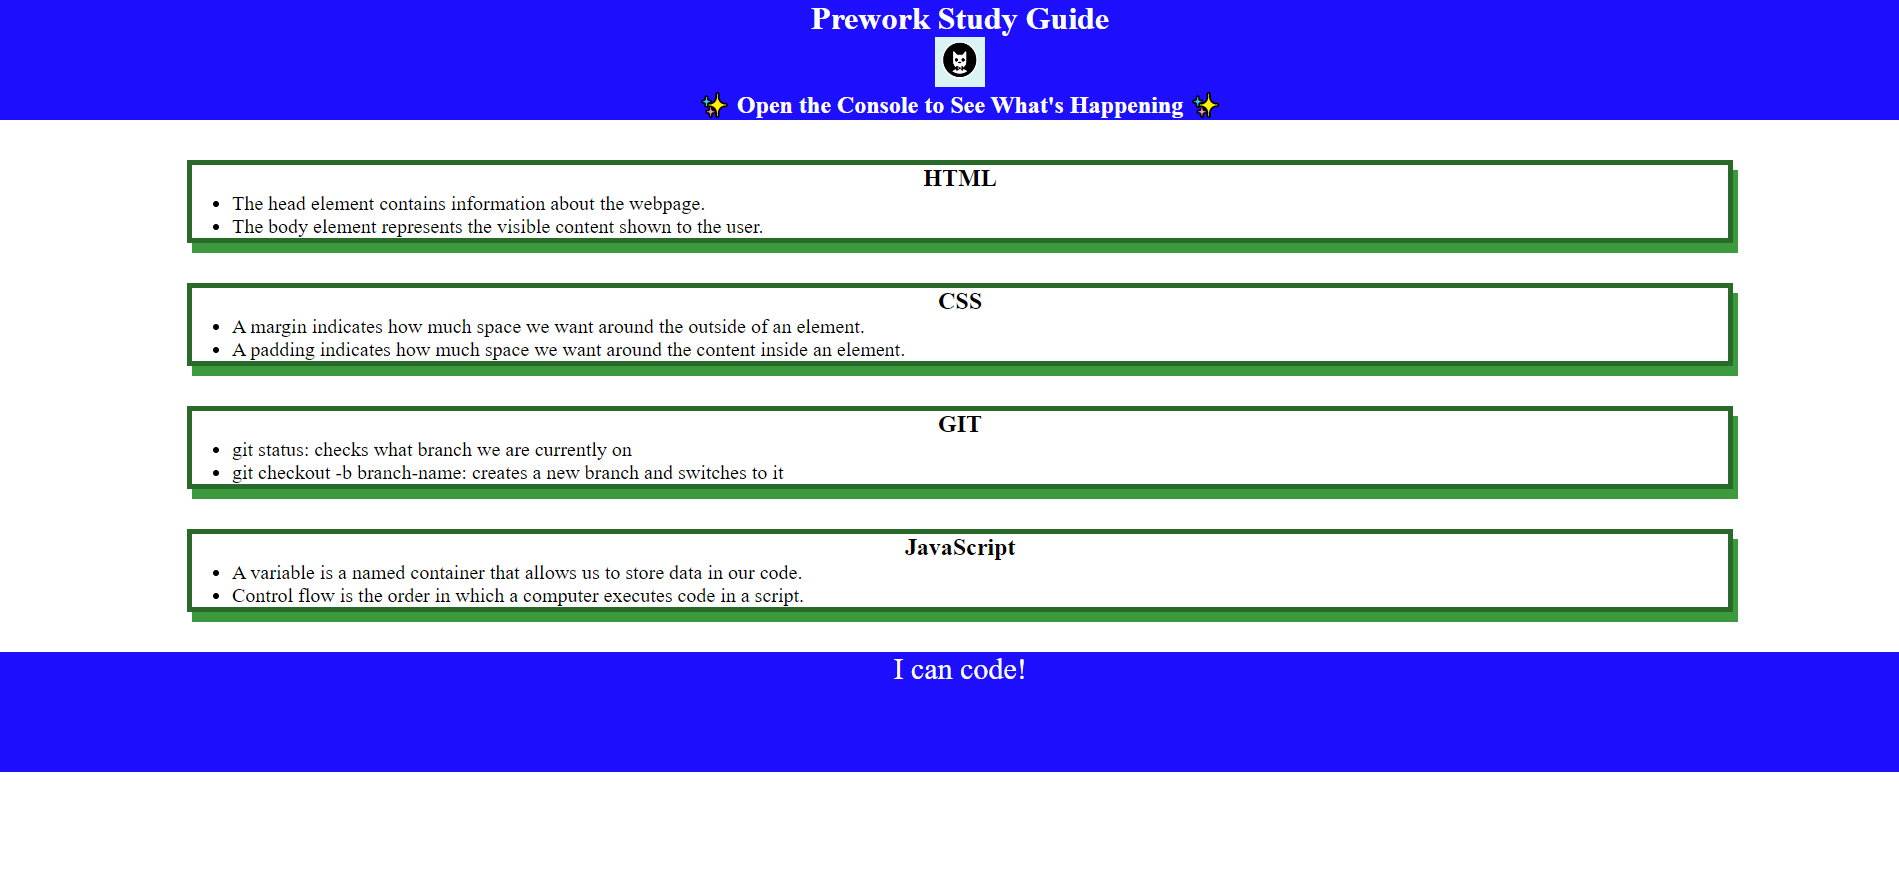 Prework Study Guide
✨ Open the Console to See What's Happening ✨
HTML
• The head element contains information about the webpage.
• The body element represents the visible content shown to the user.
CSS
• A margin indicates how much space we want around the outside of an element.
• A padding indicates how much space we want around the content inside an element.
GIT
• git status: checks what branch we are currently on
• git checkout -b branch-name: creates a new branch and switches to it
JavaScript
• A variable is a named container that allows us to store data in our code.
• Control flow is the order in which a computer executes code in a script.
I can code!